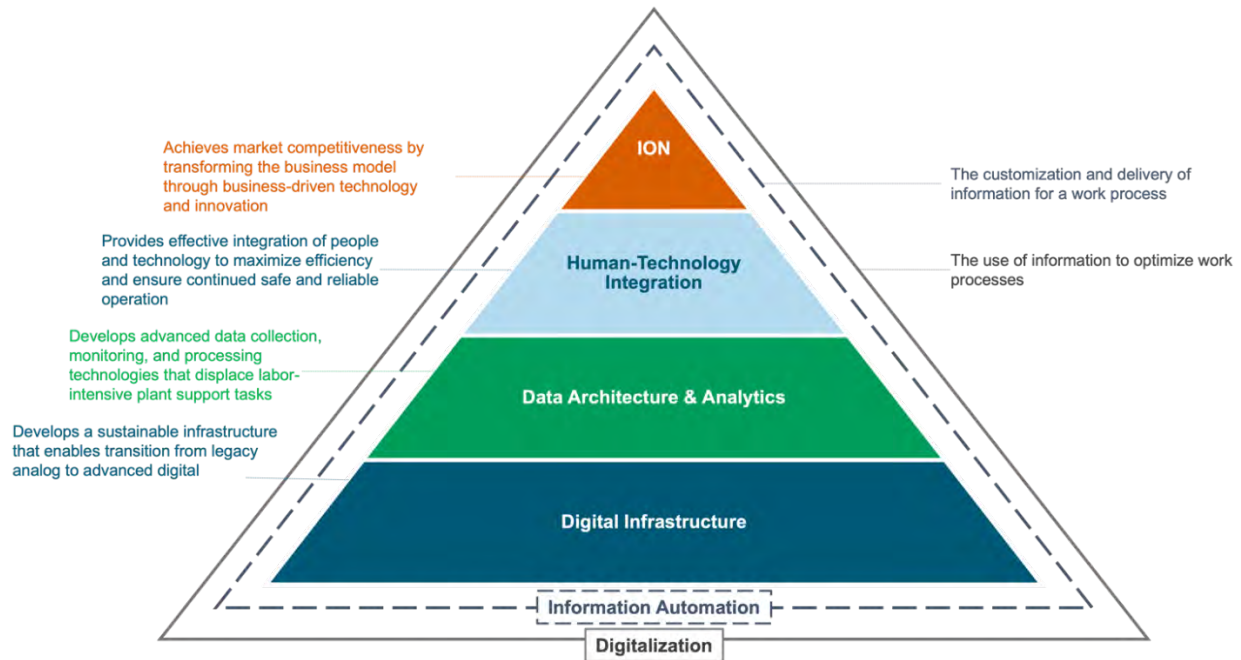 ION
Achieves market competitiveness by
transforming the business model
through business-driven technology
and innovation
The customization and delivery of
information for a work process
Provides effective integration of people
and technology to maximize efficiency
and ensure continued safe and reliable
operation
Human-Technology
Integration
The use of information to optimize work
processes
Develops advanced data collection,
monitoring, and processing
technologies that displace labor-
intensive plant support tasks
Data Architecture & Analytics
Develops a sustainable infrastructure
that enables transition from legacy
analog to advanced digital
Digital Infrastructure
Information Automation
Digitalization